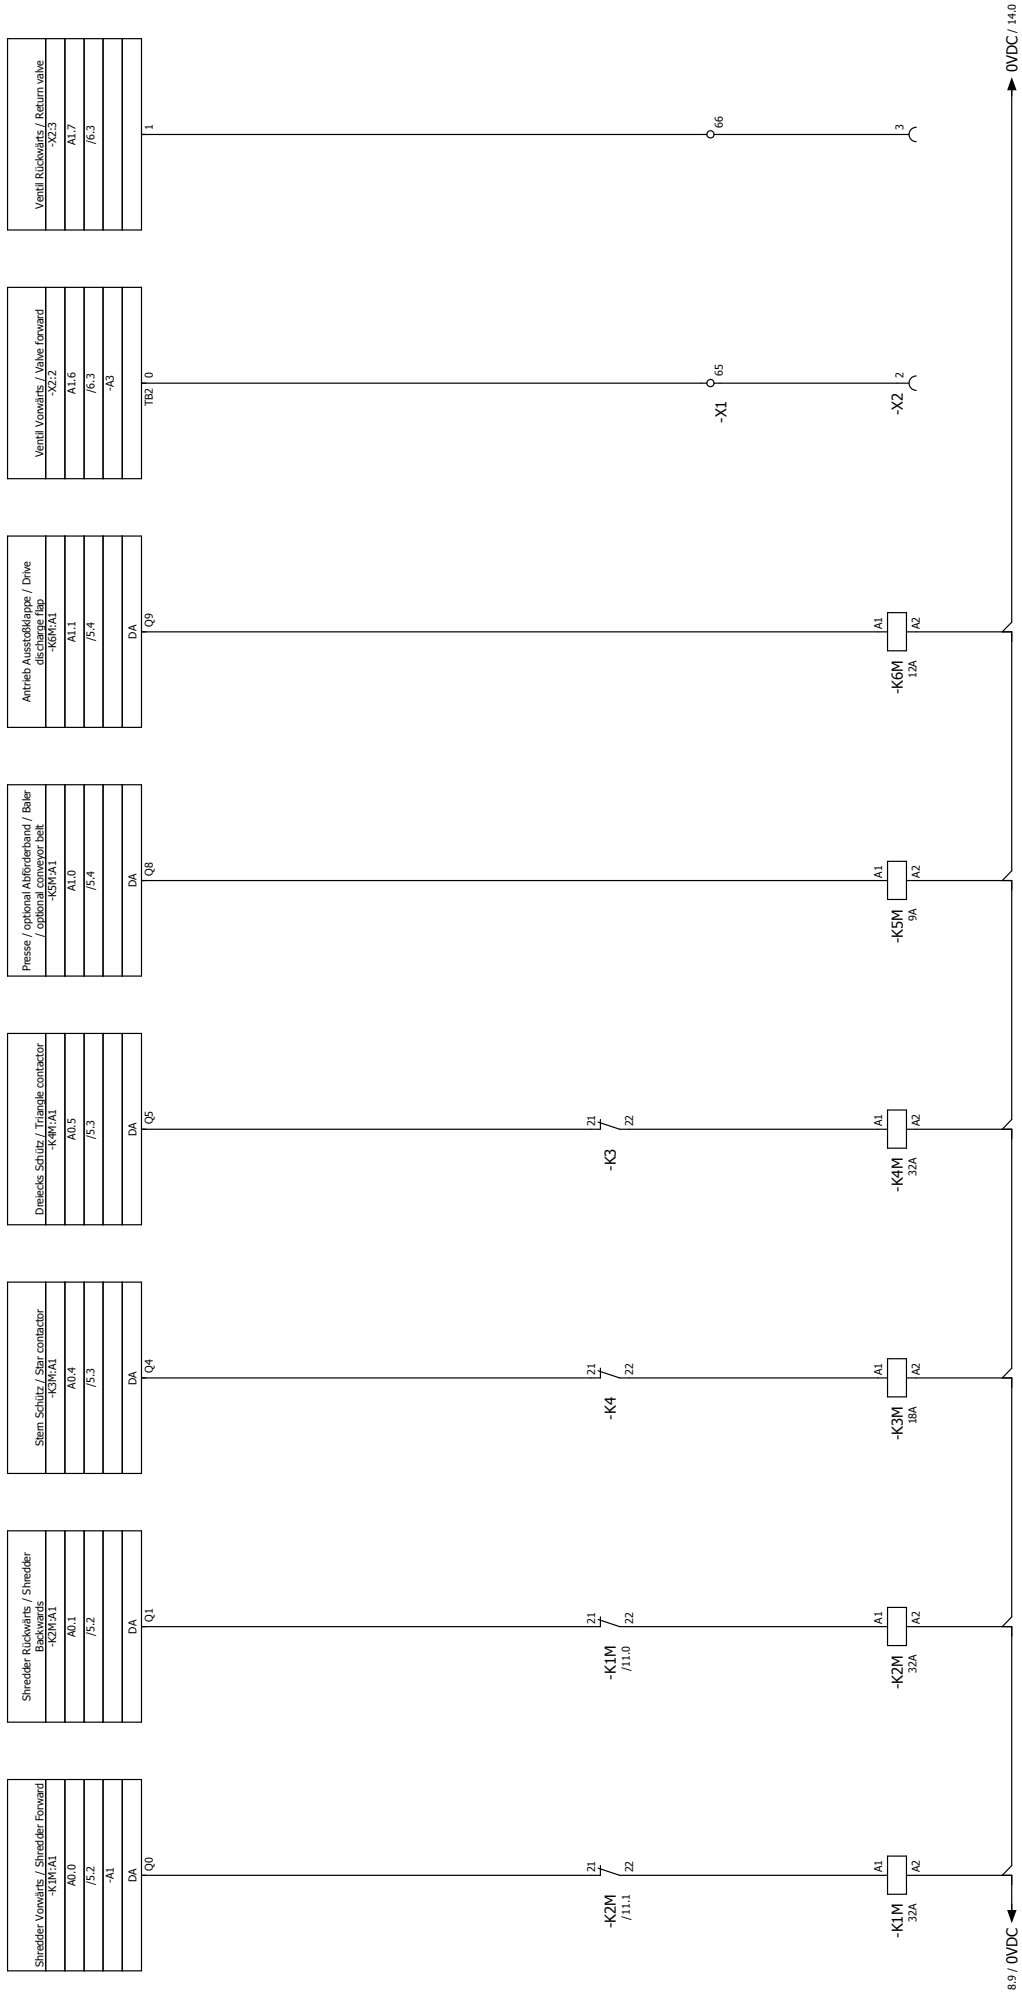 Shredder Vorwärts / Shredder Forward
-K1M:A1
A0.0
/5.2
-A1
DA
Q0
21
22
-K2M
/11.1
A1
A2
-K1M
32A
8.9 / 0VDC
Shredder Rückwärts / Shredder
Backwards
-K2M:A1
A0.1
/5.2
DA
Q1
21
22
-K1M
/11.0
A1
A2
-K2M
32A
Stern Schütz / Star contactor
-K3M:A1
A0.4
/5.3
DA
Q4
21
22
-K4
A1
A2
-K3M
18A
Dreiecks Schütz / Triangle contactor
-K4M:A1
A0.5
/5.3
DA
Q5
21
22
-K3
A1
A2
-K4M
32A
Presse / optional Abförderband / Baler
/ optional conveyor belt
-K5M:A1
A1.0
/5.4
DA
Q8
A1
A2
-K5M
9A
Antrieb Ausstoßklappe / Drive
discharge flap
-K6M:A1
A1.1
/5.4
DA
Q9
A1
A2
-K6M
12A
Ventil Vorwärts / Valve forward
-X2:2
A1.6
/6.3
-A3
TB2
0
65
-X1
2
-X2
Ventil Rückwärts / Return valve
-X2:3
A1.7
/6.3
1
66
3
0VDC / 14.0